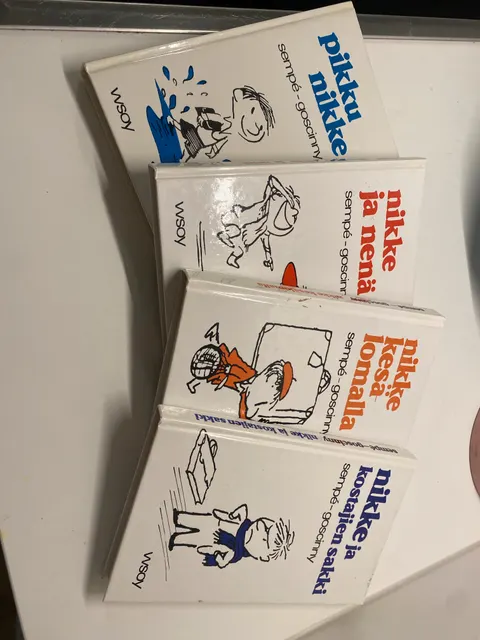 pikku
nikke
sempé-goscinny
wsoy
nikke
ja nenä
sempé-goscinny
wsoy
nikke
kesä
lomalla
sempé-goscinny
sempé-goscinny nikke ja kostajien sakki
nikke ja
kostajien sakki
sempé-goscinny
wsoy